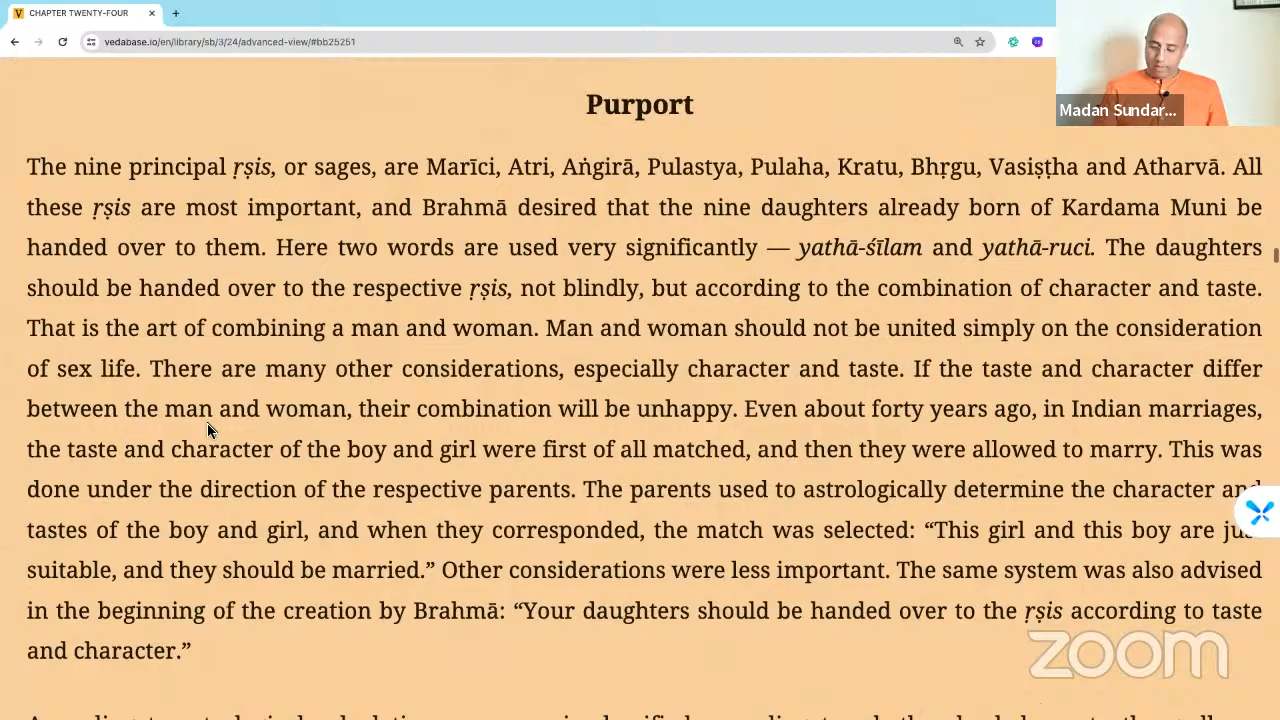 CHAPTER TWENTY-FOUR
vedabase.io/en/library/sb/3/24/advanced-view/#bb25251
Madan Sundar...
Purport
The nine principal ṛṣis, or sages, are Marīci, Atri, Aṅgirā, Pulastya, Pulaha, Kratu, Bhṛgu, Vasiṣṭha and Atharvā. All
these ṛṣis are most important, and Brahmā desired that the nine daughters already born of Kardama Muni be
handed over to them. Here two words are used very significantly — yathā-śīlam and yathā-ruci. The daughters
should be handed over to the respective ṛṣis, not blindly, but according to the combination of character and taste.
That is the art of combining a man and woman. Man and woman should not be united simply on the consideration
of sex life. There are many other considerations, especially character and taste. If the taste and character differ
between the man and woman, their combination will be unhappy. Even about forty years ago, in Indian marriages,
the taste and character of the boy and girl were first of all matched, and then they were allowed to marry. This was
done under the direction of the respective parents. The parents used to astrologically determine the character and
tastes of the boy and girl, and when they corresponded, the match was selected: “This girl and this boy are just
suitable, and they should be married.” Other considerations were less important. The same system was also advised
in the beginning of the creation by Brahmā: “Your daughters should be handed over to the ṛṣis according to taste
and character.”
zoom